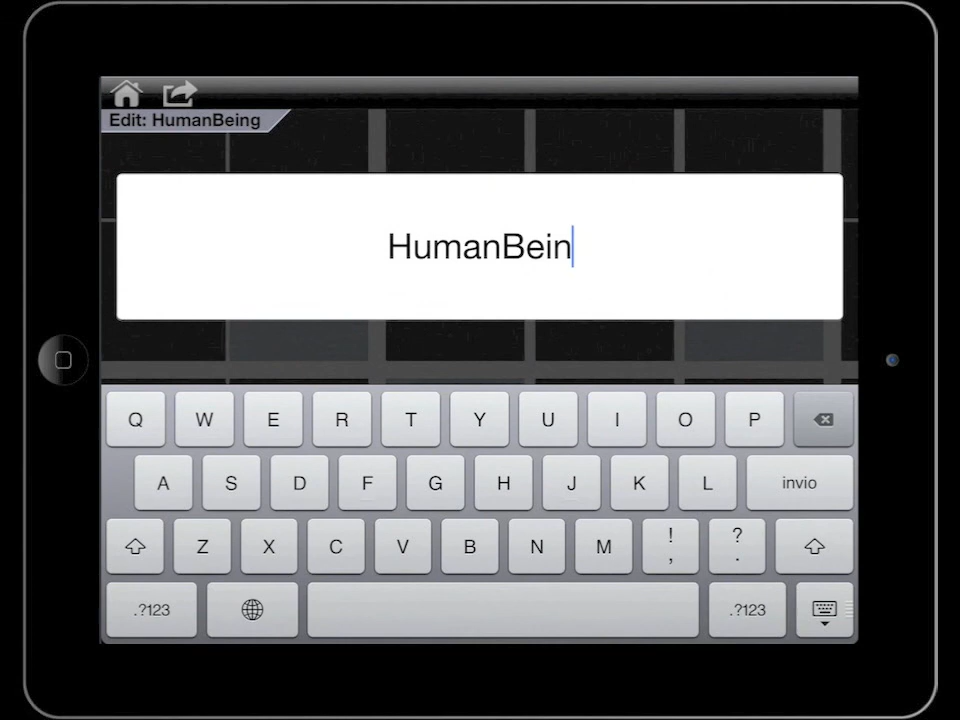 Edit: HumanBeing
HumanBein
Q W E R T Y U I O P
A S D F G H J K L invio
Z X C V B N M ! , ? .
.?123 .?123